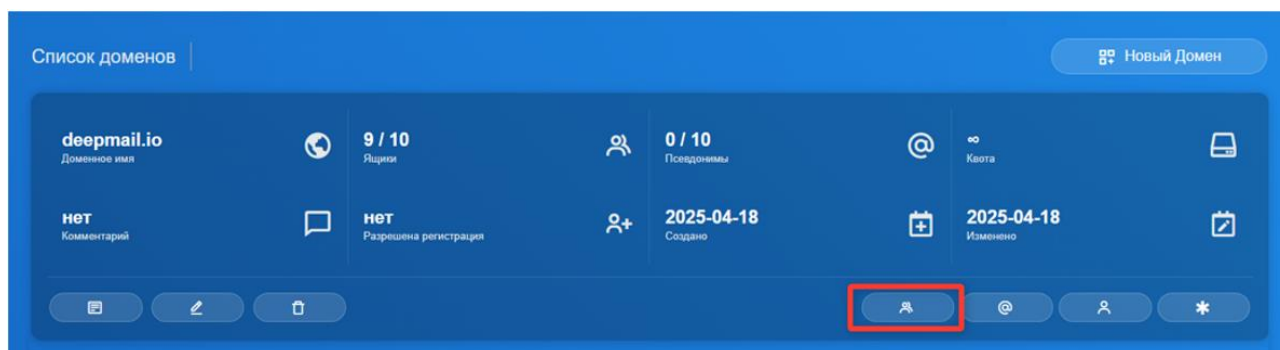 Список доменов
Новый Домен
deepmail.io
Доменное имя
9 / 10
Ящики
0 / 10
Псевдонимы
∞
Квота
нет
Комментарий
нет
Разрешена регистрация
2025-04-18
Создано
2025-04-18
Изменено